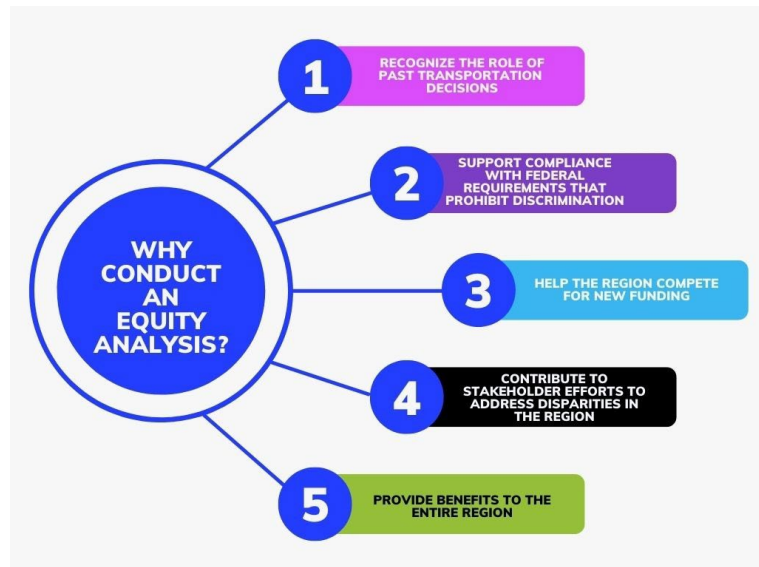 WHY
CONDUCT
AN
EQUITY
ANALYSIS?
1
RECOGNIZE THE ROLE OF
PAST TRANSPORTATION
DECISIONS
2
SUPPORT COMPLIANCE
WITH FEDERAL
REQUIREMENTS THAT
PROHIBIT DISCRIMINATION
3
HELP THE REGION COMPETE
FOR NEW FUNDING
4
CONTRIBUTE TO
STAKEHOLDER EFFORTS TO
ADDRESS DISPARITIES IN
THE REGION
5
PROVIDE BENEFITS TO THE
ENTIRE REGION